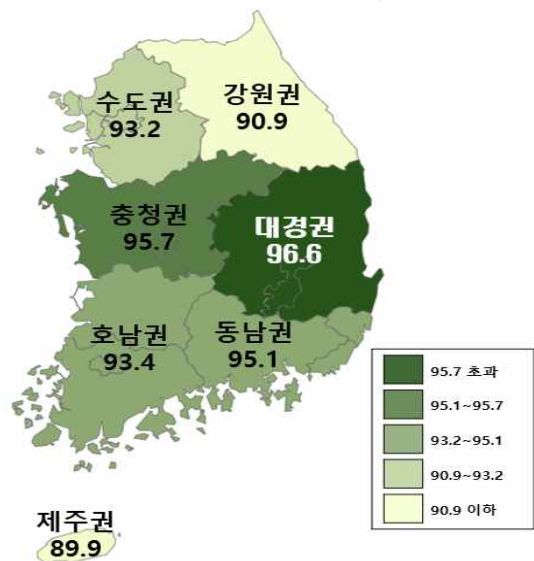 수도권
93.2
강원권
90.9
충청권
95.7
대경권
96.6
호남권
93.4
동남권
95.1
제주권
89.9
95.7 초과
95.1~95.7
93.2~95.1
90.9~93.2
90.9 이하